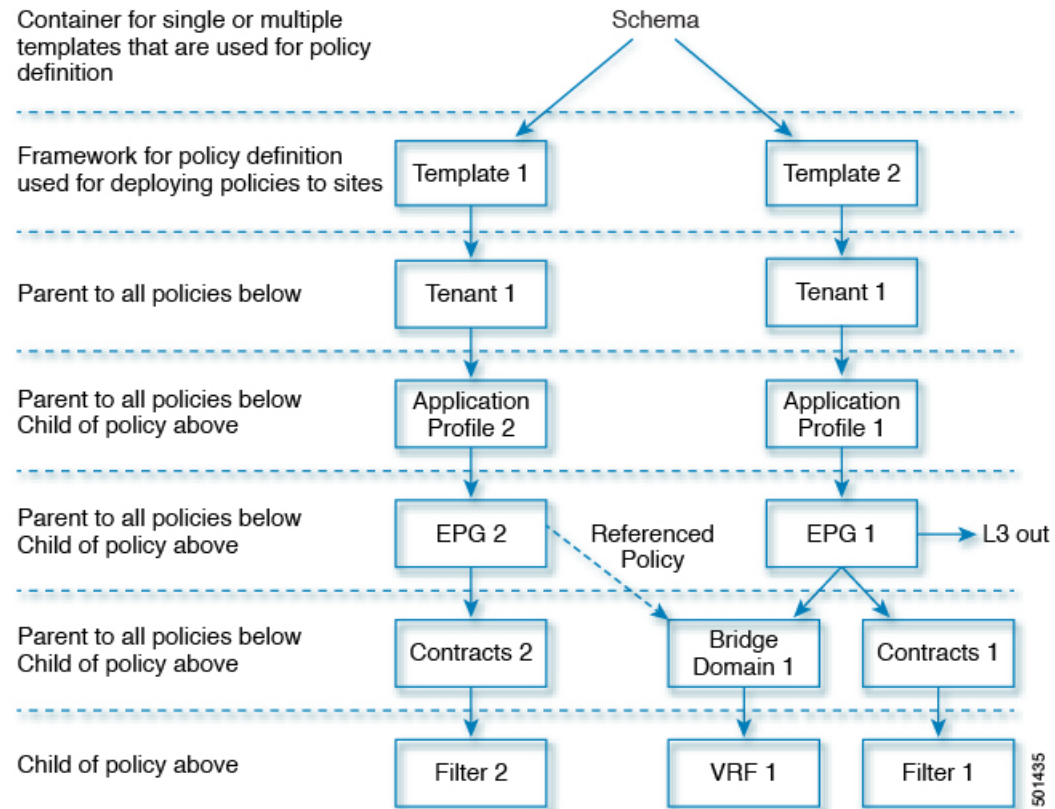 Container for single or multiple
templates that are used for policy
definition
Schema
Framework for policy definition
used for deploying policies to sites
Template 1
Template 2
Parent to all policies below
Tenant 1
Tenant 1
Parent to all policies below
Child of policy above
Application
Profile 2
Application
Profile 1
Parent to all policies below
Child of policy above
EPG 2
Referenced
Policy
EPG 1
L3 out
Parent to all policies below
Child of policy above
Contracts 2
Bridge
Domain 1
Contracts 1
Child of policy above
Filter 2
VRF 1
Filter 1
501435